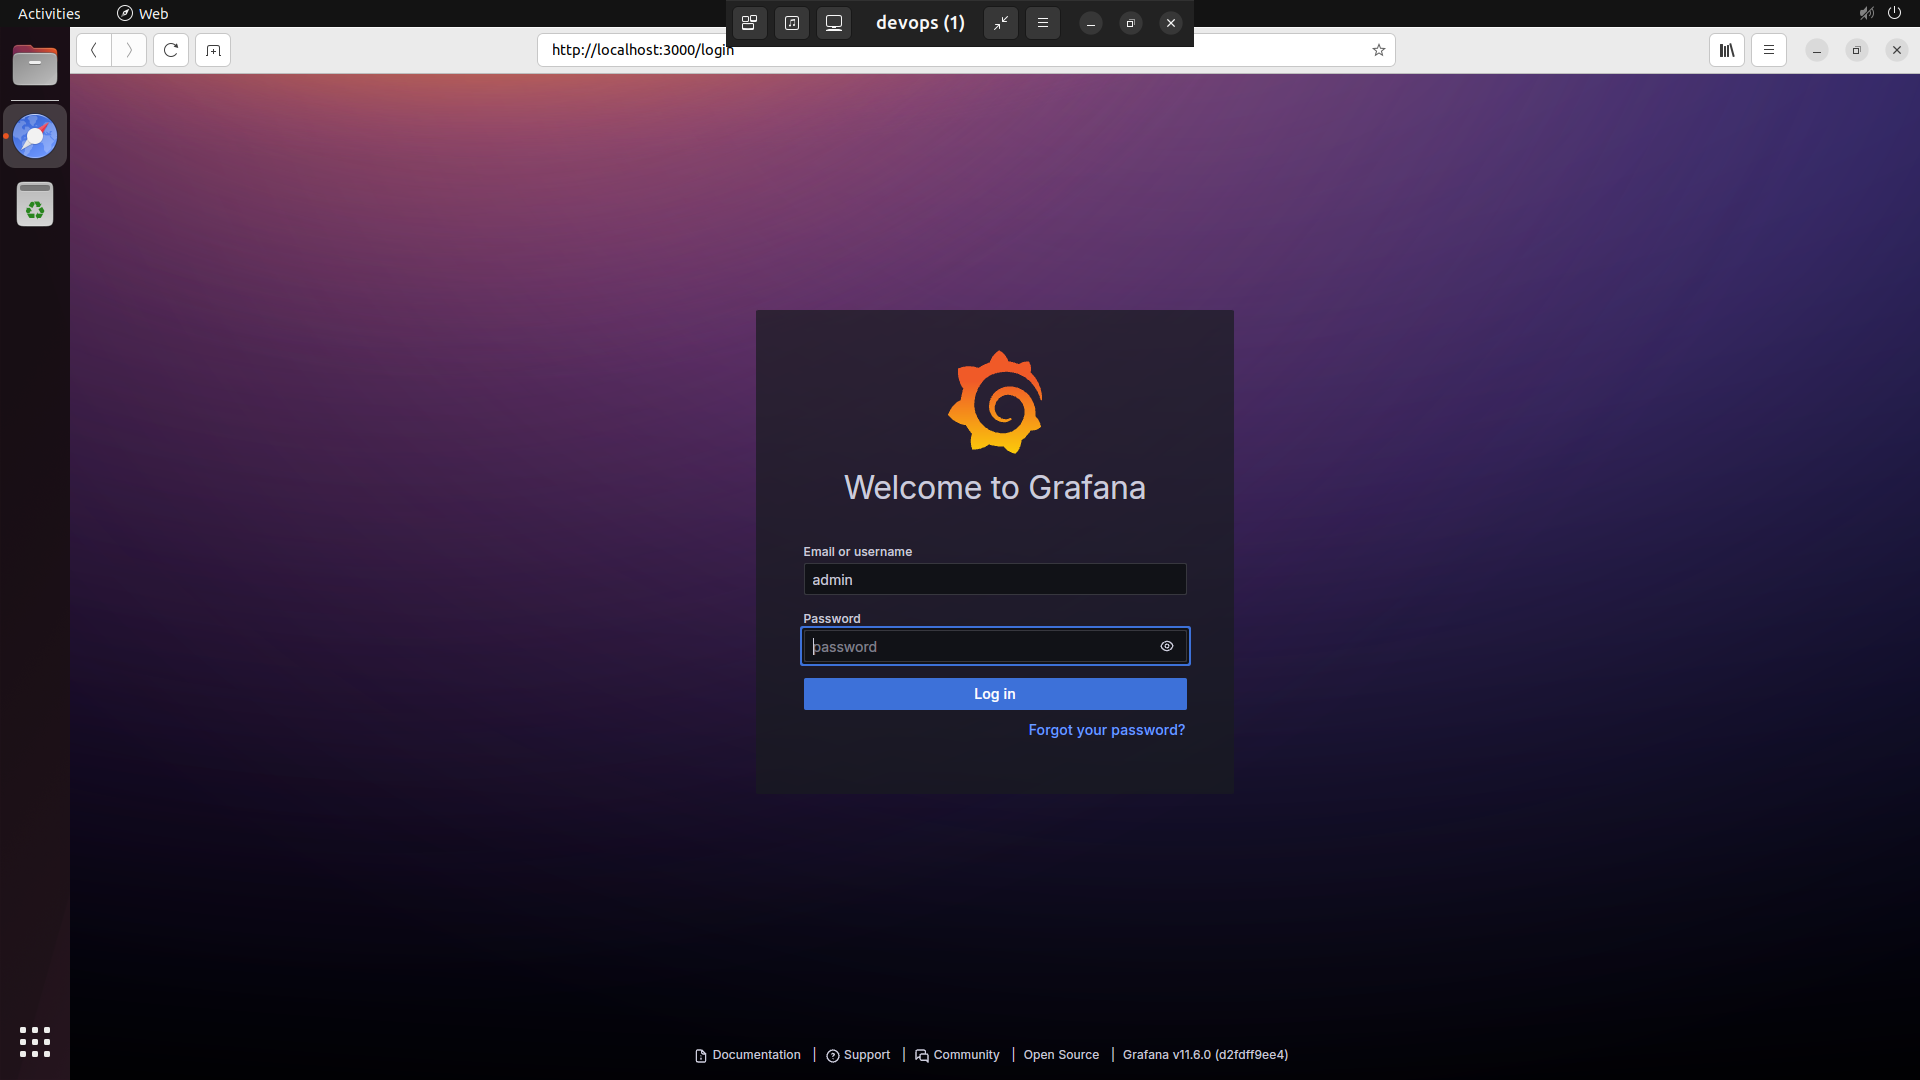 Activities
Web
devops (1)
http://localhost:3000/login
Welcome to Grafana
Email or username
admin
Password
password
Log in
Forgot your password?
Documentation | Support | Community | Open Source | Grafana v11.6.0 (d2fdff9ee4)